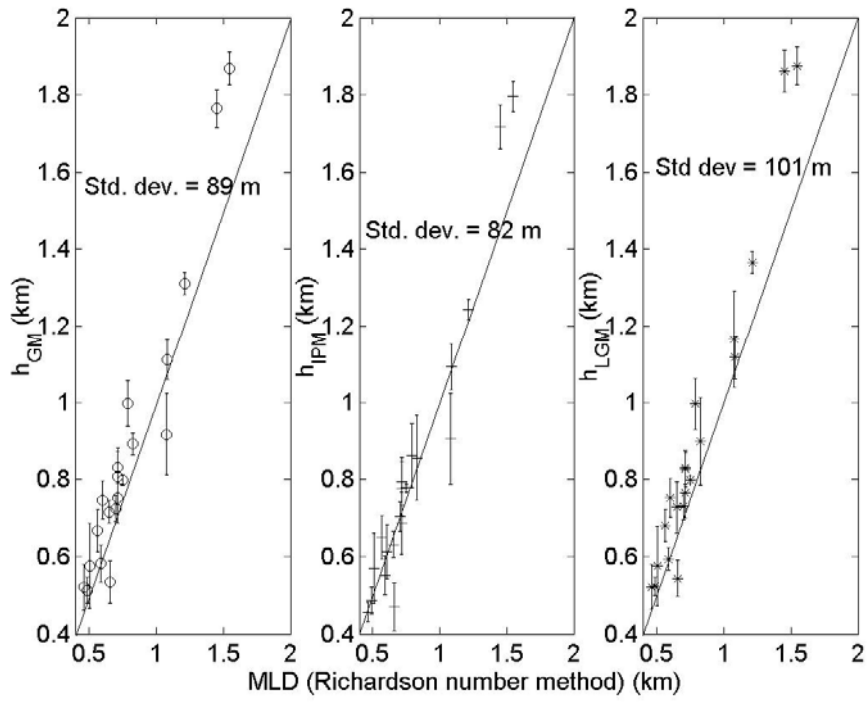 2
1.8
1.6
1.4
1.2
1
0.8
0.6
0.4
h_GM (km)
Std. dev. = 89 m
0.5 1 1.5 2
2
1.8
1.6
1.4
1.2
1
0.8
0.6
0.4
h_IPM (km)
Std. dev. = 82 m
0.5 1 1.5 2
2
1.8
1.6
1.4
1.2
1
0.8
0.6
0.4
h_LGM (km)
Std dev = 101 m
0.5 1 1.5 2
MLD (Richardson number method) (km)